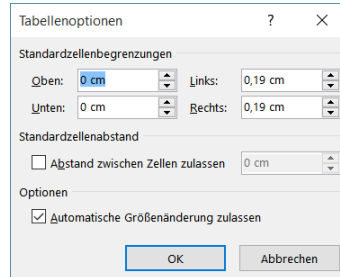 Tabellenoptionen ? ×
Standardzellenbegrenzungen
Oben: 0 cm Links: 0,19 cm
Unten: 0 cm Rechts: 0,19 cm
Standardzellenabstand
Abstand zwischen Zellen zulassen 0 cm
Optionen
Automatische Größenänderung zulassen
OK Abbrechen